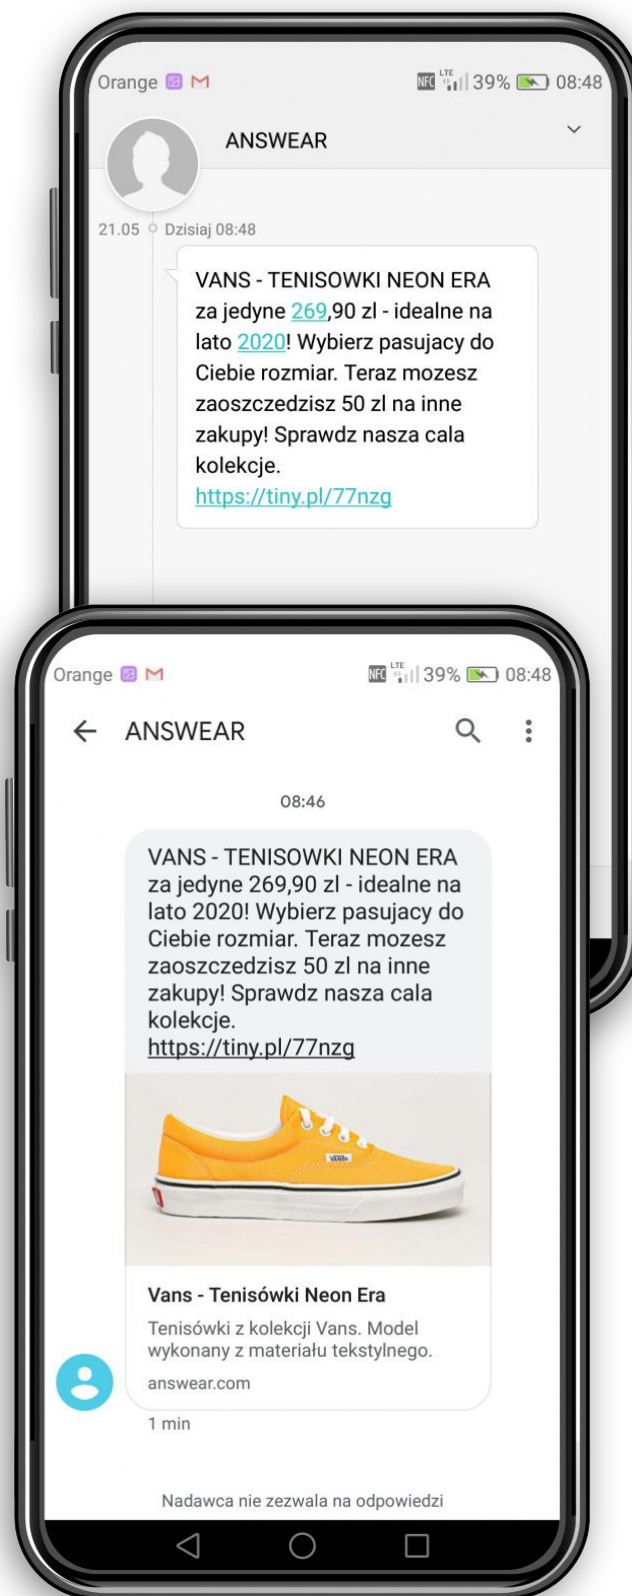 Orange
NFC LTE 39% 08:48
ANSWEAR
21.05 Dzisiaj 08:48
VANS - TENISOWKI NEON ERA
za jedyne 269,90 zl - idealne na
lato 2020! Wybierz pasujacy do
Ciebie rozmiar. Teraz mozesz
zaoszczedzisz 50 zl na inne
zakupy! Sprawdz nasza cala
kolekcje.
https://tiny.pl/77nzg
Orange
NFC LTE 39% 08:48
ANSWEAR
08:46
VANS - TENISOWKI NEON ERA
za jedyne 269,90 zl - idealne na
lato 2020! Wybierz pasujacy do
Ciebie rozmiar. Teraz mozesz
zaoszczedzisz 50 zl na inne
zakupy! Sprawdz nasza cala
kolekcje.
https://tiny.pl/77nzg
VANS
Vans - Tenisówki Neon Era
Tenisówki z kolekcji Vans. Model
wykonany z materiału tekstylnego.
answear.com
1 min
Nadawca nie zezwala na odpowiedzi